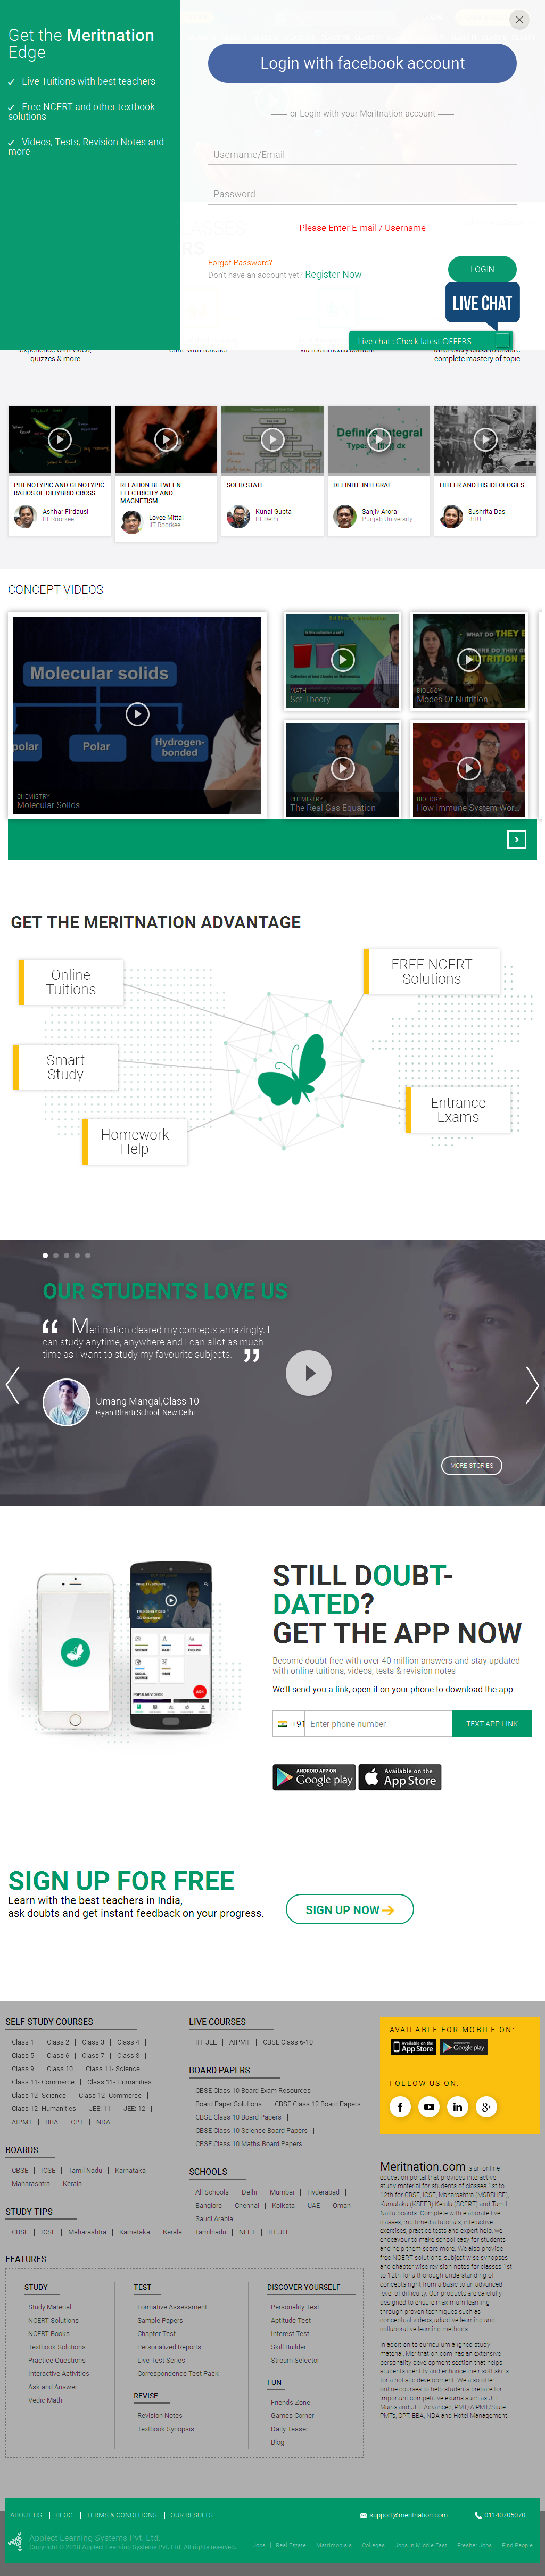 Get the Meritnation
Edge
Live Tuitions with best teachers
Free NCERT and other textbook
solutions
Videos, Tests, Revision Notes and
more
Login with facebook account
or Login with your Meritnation account
Username/Email
Password
Please Enter E-mail / Username
Forgot Password?
Don't have an account yet? Register Now
LOGIN
LIVE CHAT
Live chat : Check latest OFFERS
experience with video,
quizzes & more
chat with teacher
via multimedia content
after every class to ensure
complete mastery of topic
PHENOTYPIC AND GENOTYPIC
RATIOS OF DIHYBRID CROSS
Ashhar Firdausi
IIT Roorkee
RELATION BETWEEN
ELECTRICITY AND
MAGNETISM
Lovee Mittal
IIT Roorkee
SOLID STATE
Kunal Gupta
IIT Delhi
Definite Integral
DEFINITE INTEGRAL
Sanjiv Arora
Punjab University
HITLER AND HIS IDEOLOGIES
Sushrita Das
BHU
CONCEPT VIDEOS
Molecular solids
polar
Polar
Hydrogen-
bonded
CHEMISTRY
Molecular Solids
MATH
Set Theory
WHAT DO THEY E
BIOLOGY
Modes Of Nutrition
CHEMISTRY
The Real Gas Equation
BIOLOGY
How Immune System Wor...
GET THE MERITNATION ADVANTAGE
Online
Tuitions
FREE NCERT
Solutions
Smart
Study
Entrance
Exams
Homework
Help
OUR STUDENTS LOVE US
“ Meritnation cleared my concepts amazingly. I
can study anytime, anywhere and I can allot as much
time as I want to study my favourite subjects. ”
Umang Mangal,Class 10
Gyan Bharti School, New Delhi
MORE STORIES
STILL DOUBT-
DATED?
GET THE APP NOW
Become doubt-free with over 40 million answers and stay updated
with online tuitions, videos, tests & revision notes
We'll send you a link, open it on your phone to download the app
+91 Enter phone number
TEXT APP LINK
ANDROID APP ON
Google play
Available on the
App Store
SIGN UP FOR FREE
Learn with the best teachers in India,
ask doubts and get instant feedback on your progress.
SIGN UP NOW
SELF STUDY COURSES
Class 1 | Class 2 | Class 3 | Class 4 |
Class 5 | Class 6 | Class 7 | Class 8 |
Class 9 | Class 10 | Class 11- Science |
Class 11- Commerce | Class 11- Humanities |
Class 12- Science | Class 12- Commerce |
Class 12- Humanities | JEE: 11 | JEE: 12 |
AIPMT | BBA | CPT | NDA
BOARDS
CBSE | ICSE | Tamil Nadu | Karnataka |
Maharashtra | Kerala
STUDY TIPS
CBSE | ICSE | Maharashtra | Karnataka | Kerala | Tamilnadu | NEET | IIT JEE
LIVE COURSES
IIT JEE | AIPMT | CBSE Class 6-10
BOARD PAPERS
CBSE Class 10 Board Exam Resources |
Board Paper Solutions | CBSE Class 12 Board Papers |
CBSE Class 10 Board Papers |
CBSE Class 10 Science Board Papers |
CBSE Class 10 Maths Board Papers
SCHOOLS
All Schools | Delhi | Mumbai | Hyderabad |
Banglore | Chennai | Kolkata | UAE | Oman |
Saudi Arabia
FEATURES
STUDY
Study Material
NCERT Solutions
NCERT Books
Textbook Solutions
Practice Questions
Interactive Activities
Ask and Answer
Vedic Math
TEST
Formative Assessment
Sample Papers
Chapter Test
Personalized Reports
Live Test Series
Correspondence Test Pack
REVISE
Revision Notes
Textbook Synopsis
DISCOVER YOURSELF
Personality Test
Aptitude Test
Interest Test
Skill Builder
Stream Selector
FUN
Friends Zone
Games Corner
Daily Teaser
Blog
AVAILABLE FOR MOBILE ON:
Available on the
App Store
Google play
FOLLOW US ON:
Meritnation.com is an online
education portal that provides interactive
study material for students of classes 1st to
12th for CBSE, ICSE, Maharashtra (MSBSHSE),
Karnataka (KSEEB) Kerala (SCERT) and Tamil
Nadu boards. Complete with elaborate live
classes, multimedia tutorials, interactive
exercises, practice tests and expert help, we
endeavour to make school easy for students
and help them score more. We also provide
free NCERT solutions, subject-wise synopses
and chapter-wise revision notes for classes 1st
to 12th for a thorough understanding of
concepts right from a basic to an advanced
level of difficulty. Our products are carefully
designed to ensure maximum learning
through proven techniques such as
conceptual videos, adaptive learning and
collaborative learning methods.
In addition to curriculum aligned study
material, Meritnation.com has an extensive
personality development section that helps
students identify and enhance their soft skills
for a holistic development. We also offer
online courses to help students prepare for
important competitive exams such as JEE
Mains and JEE Advanced, PMT/AIPMT/State
PMTs, CPT, BBA, NDA and Hotel Management.
ABOUT US | BLOG | TERMS & CONDITIONS | OUR RESULTS
support@meritnation.com
01140705070
Applect Learning Systems Pvt. Ltd.
Copyright © 2018 Applect Learning Systems Pvt. Ltd. All rights reserved.
Jobs | Real Estate | Matrimonials | Colleges | Jobs in Middle East | Fresher Jobs | Find People